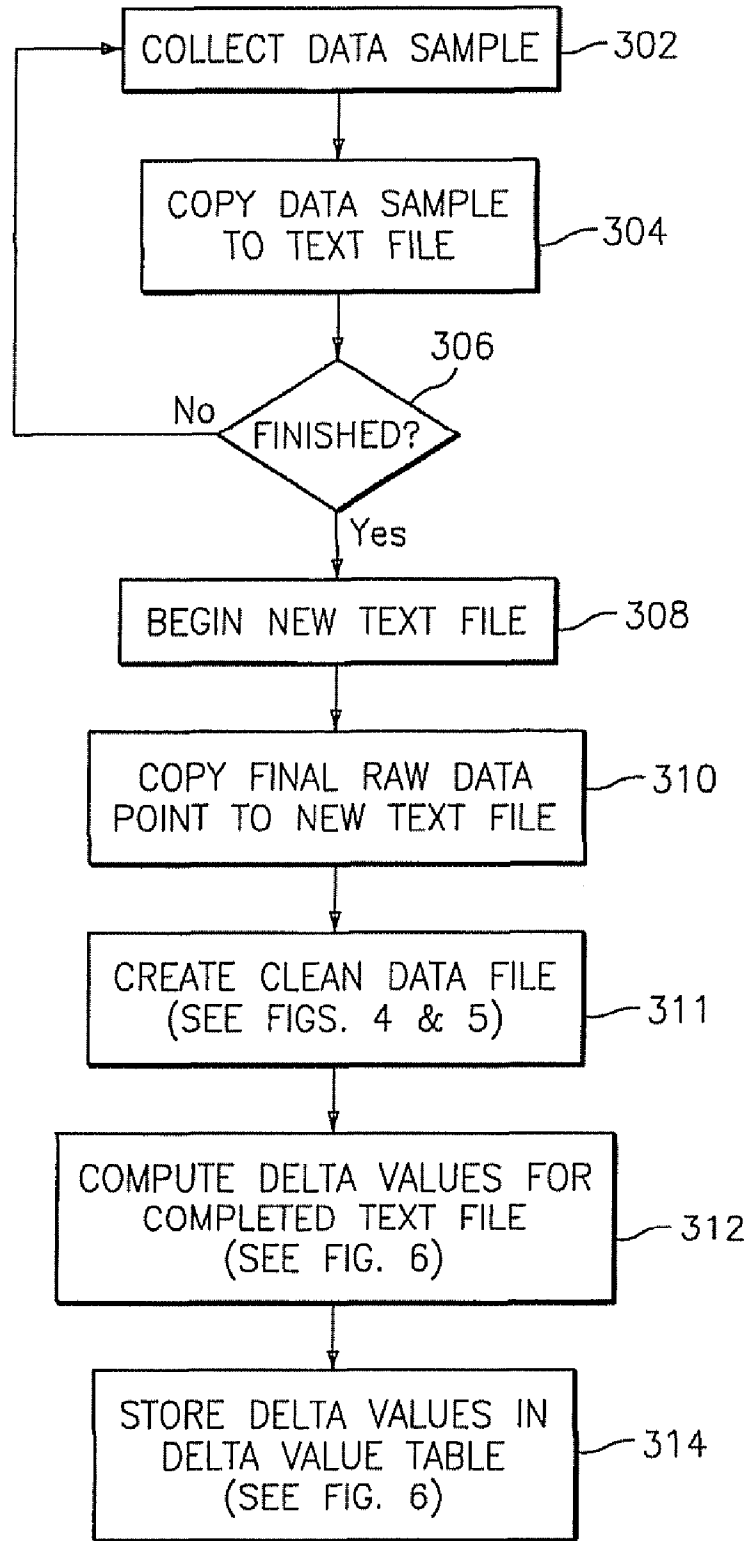 COLLECT DATA SAMPLE
302
COPY DATA SAMPLE
TO TEXT FILE
304
306
No
FINISHED?
Yes
BEGIN NEW TEXT FILE
308
COPY FINAL RAW DATA
POINT TO NEW TEXT FILE
310
CREATE CLEAN DATA FILE
(SEE FIGS. 4 & 5)
311
COMPUTE DELTA VALUES FOR
COMPLETED TEXT FILE
(SEE FIG. 6)
312
STORE DELTA VALUES IN
DELTA VALUE TABLE
(SEE FIG. 6)
314